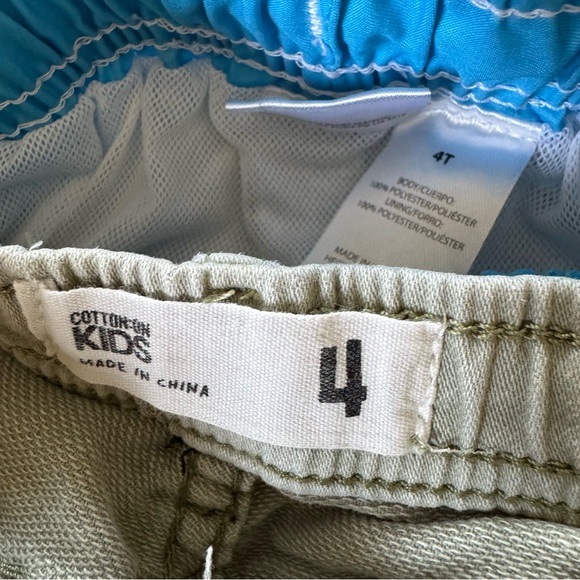 4T
BODY/CUERPO:
100% POLYESTER/POLIÉSTER
LINING/FORRO:
100% POLYESTER/POLIÉSTER
MADE IN
COTTON:ON
KIDS
MADE IN CHINA
4